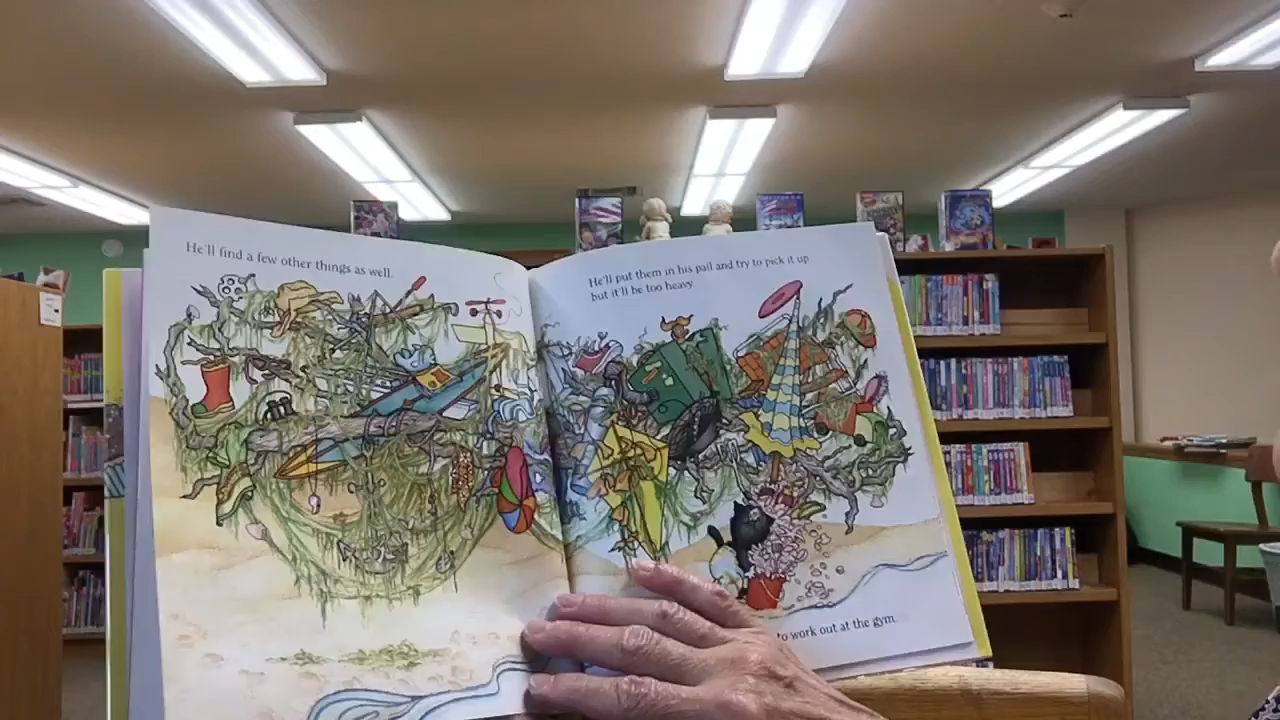 He'll find a few other things as well.
He'll put them in his pail and try to pick it up
but it'll be too heavy.
to work out at the gym.